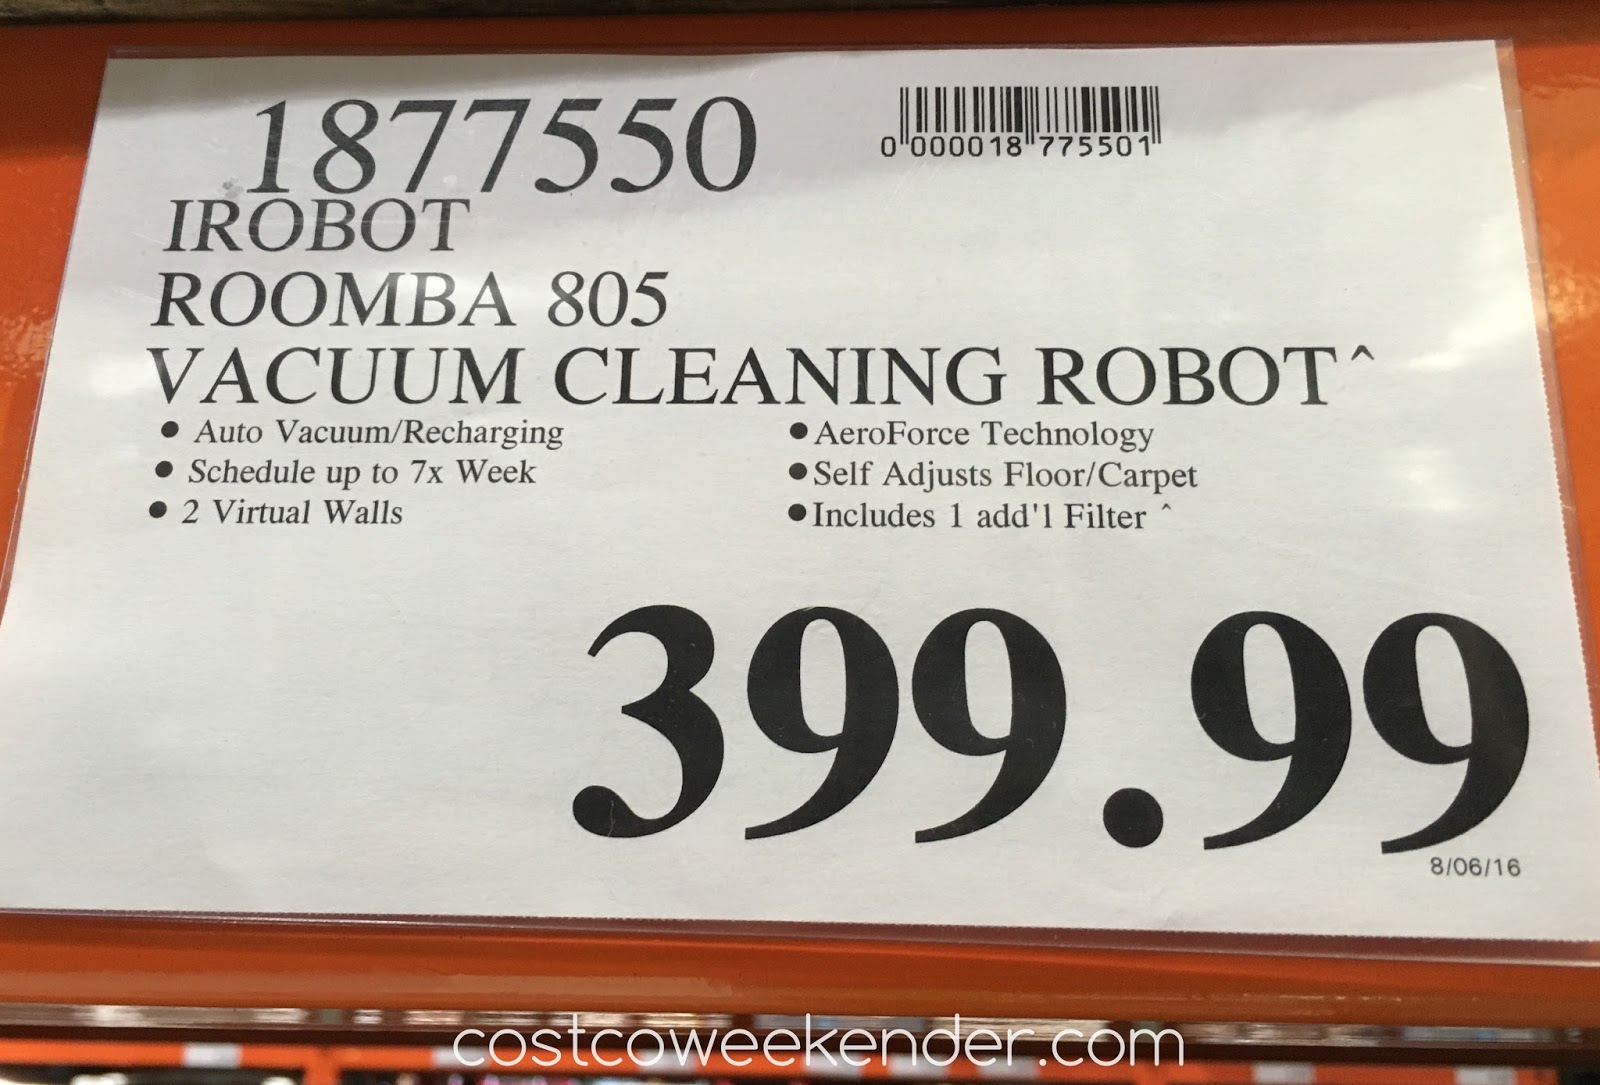 1877550
0 000018 775501
IROBOT
ROOMBA 805
VACUUM CLEANING ROBOT^
• Auto Vacuum/Recharging
• Schedule up to 7x Week
• 2 Virtual Walls
• AeroForce Technology
• Self Adjusts Floor/Carpet
• Includes 1 add'l Filter ^
399.99
8/06/16
costcoweekender.com